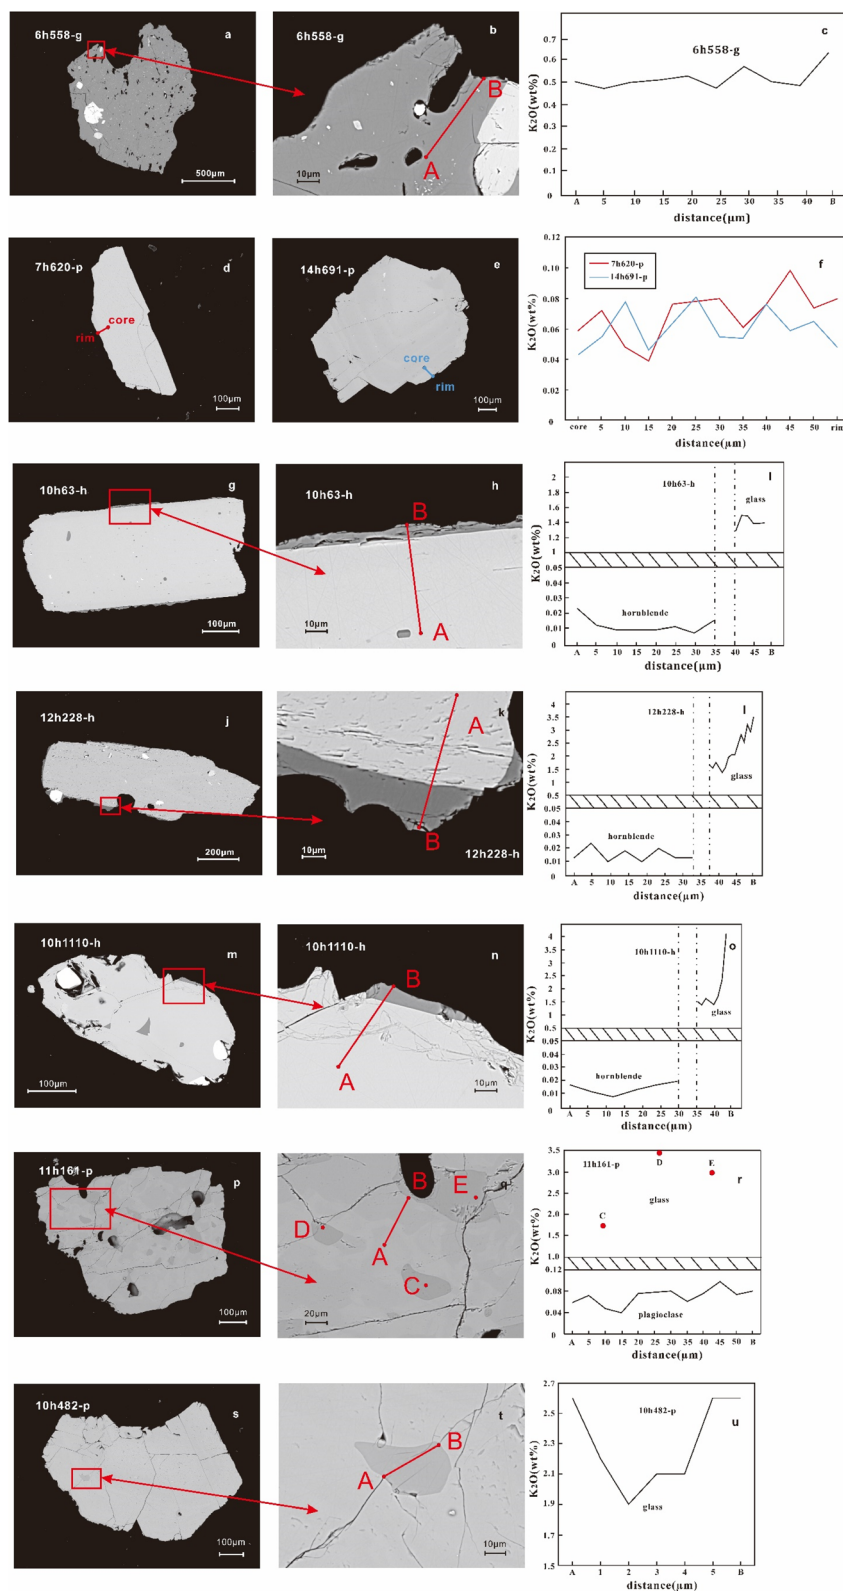 6h558-g
a
500μm
6h558-g
b
B
A
10μm
c
6h558-g
K2O(wt%)
0.7
0.6
0.5
0.4
0.3
0.2
0.1
0
A 5 10 15 20 25 30 35 40 B
distance(μm)
7h620-p
d
core
rim
100μm
14h691-p
e
core
rim
100μm
f
7h620-p
14h691-p
K2O(wt%)
0.12
0.10
0.08
0.06
0.04
0.02
0
core 5 10 15 20 25 30 35 40 45 50 rim
distance(μm)
10h63-h
g
100μm
10h63-h
h
B
A
10μm
10h63-h
l
glass
hornblende
K2O(wt%)
2
1.8
1.6
1.4
1.2
1
0.05
0.04
0.03
0.02
0.01
0
A 5 10 15 20 25 30 35 40 45 B
distance(μm)
12h228-h
j
200μm
k
A
B
10μm
12h228-h
12h228-h
l
glass
hornblende
K2O(wt%)
4
3.5
3
2.5
2
1.5
1
0.5
0.05
0.04
0.03
0.02
0.01
0
A 5 10 15 20 25 30 35 40 45 B
distance(μm)
10h1110-h
m
100μm
10h1110-h
n
B
A
10μm
10h1110-h
o
glass
hornblende
K2O(wt%)
4
3.5
3
2.5
2
1.5
1
0.5
0.05
0.04
0.03
0.02
0.01
0
A 5 10 15 20 25 30 35 40 B
distance(μm)
11h161-p
p
100μm
q
B
E
D
A
C
20μm
11h161-p
D
E
r
glass
C
plagioclase
K2O(wt%)
3.5
3.0
2.5
2.0
1.5
1.0
0.12
0.08
0.04
0
A 5 10 15 20 25 30 35 40 45 50 B
distance(μm)
10h482-p
s
100μm
t
B
A
10μm
10h482-p
u
glass
K2O(wt%)
2.7
2.5
2.3
2.1
1.9
1.7
1.5
A 1 2 3 4 5 B
distance(μm)